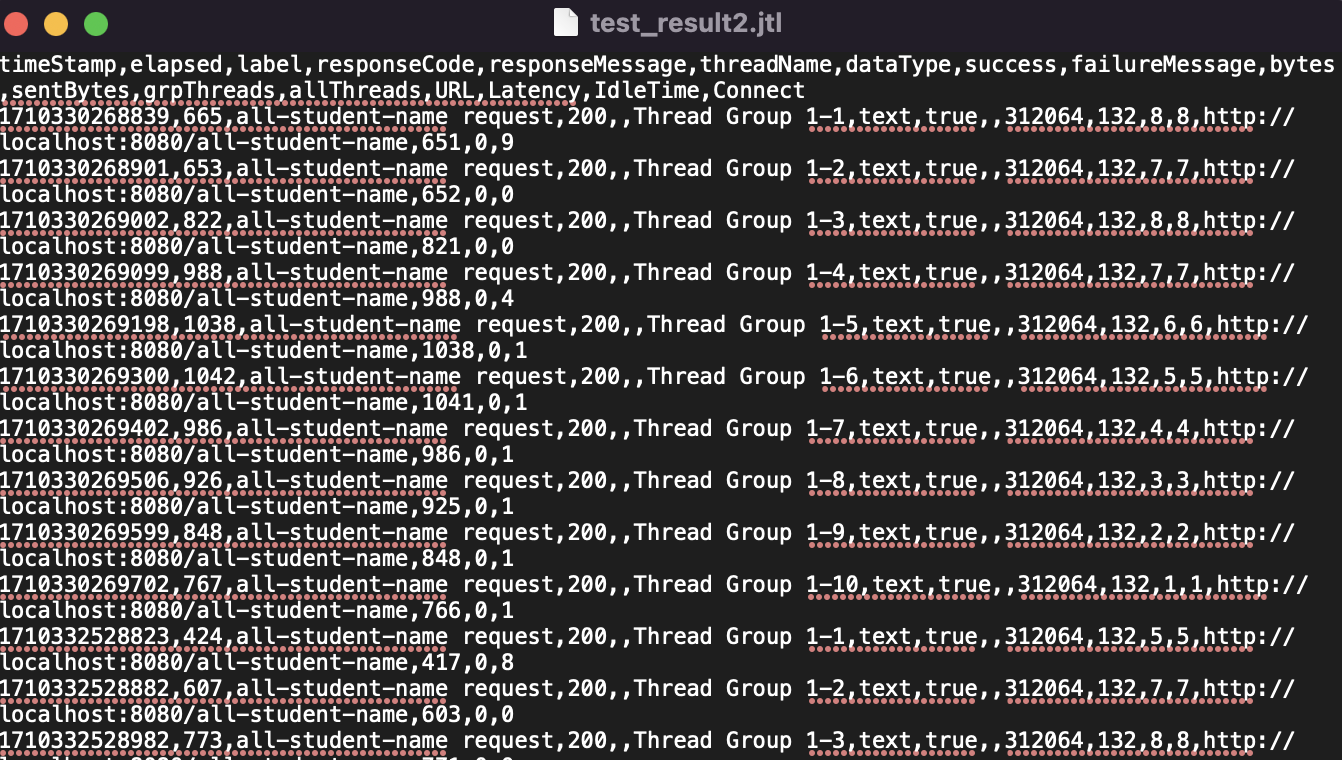 test_result2.jtl
timeStamp,elapsed,label,responseCode,responseMessage,threadName,dataType,success,failureMessage,bytes
,sentBytes,grpThreads,allThreads,URL,Latency,IdleTime,Connect
1710330268839,665,all-student-name request,200,,Thread Group 1-1,text,true,,312064,132,8,8,http://
localhost:8080/all-student-name,651,0,9
1710330268901,653,all-student-name request,200,,Thread Group 1-2,text,true,,312064,132,7,7,http://
localhost:8080/all-student-name,652,0,0
1710330269002,822,all-student-name request,200,,Thread Group 1-3,text,true,,312064,132,8,8,http://
localhost:8080/all-student-name,821,0,0
1710330269099,988,all-student-name request,200,,Thread Group 1-4,text,true,,312064,132,7,7,http://
localhost:8080/all-student-name,988,0,4
1710330269198,1038,all-student-name request,200,,Thread Group 1-5,text,true,,312064,132,6,6,http://
localhost:8080/all-student-name,1038,0,1
1710330269300,1042,all-student-name request,200,,Thread Group 1-6,text,true,,312064,132,5,5,http://
localhost:8080/all-student-name,1041,0,1
1710330269402,986,all-student-name request,200,,Thread Group 1-7,text,true,,312064,132,4,4,http://
localhost:8080/all-student-name,986,0,1
1710330269506,926,all-student-name request,200,,Thread Group 1-8,text,true,,312064,132,3,3,http://
localhost:8080/all-student-name,925,0,1
1710330269599,848,all-student-name request,200,,Thread Group 1-9,text,true,,312064,132,2,2,http://
localhost:8080/all-student-name,848,0,1
1710330269702,767,all-student-name request,200,,Thread Group 1-10,text,true,,312064,132,1,1,http://
localhost:8080/all-student-name,766,0,1
1710332528823,424,all-student-name request,200,,Thread Group 1-1,text,true,,312064,132,5,5,http://
localhost:8080/all-student-name,417,0,8
1710332528882,607,all-student-name request,200,,Thread Group 1-2,text,true,,312064,132,7,7,http://
localhost:8080/all-student-name,603,0,0
1710332528982,773,all-student-name request,200,,Thread Group 1-3,text,true,,312064,132,8,8,http://